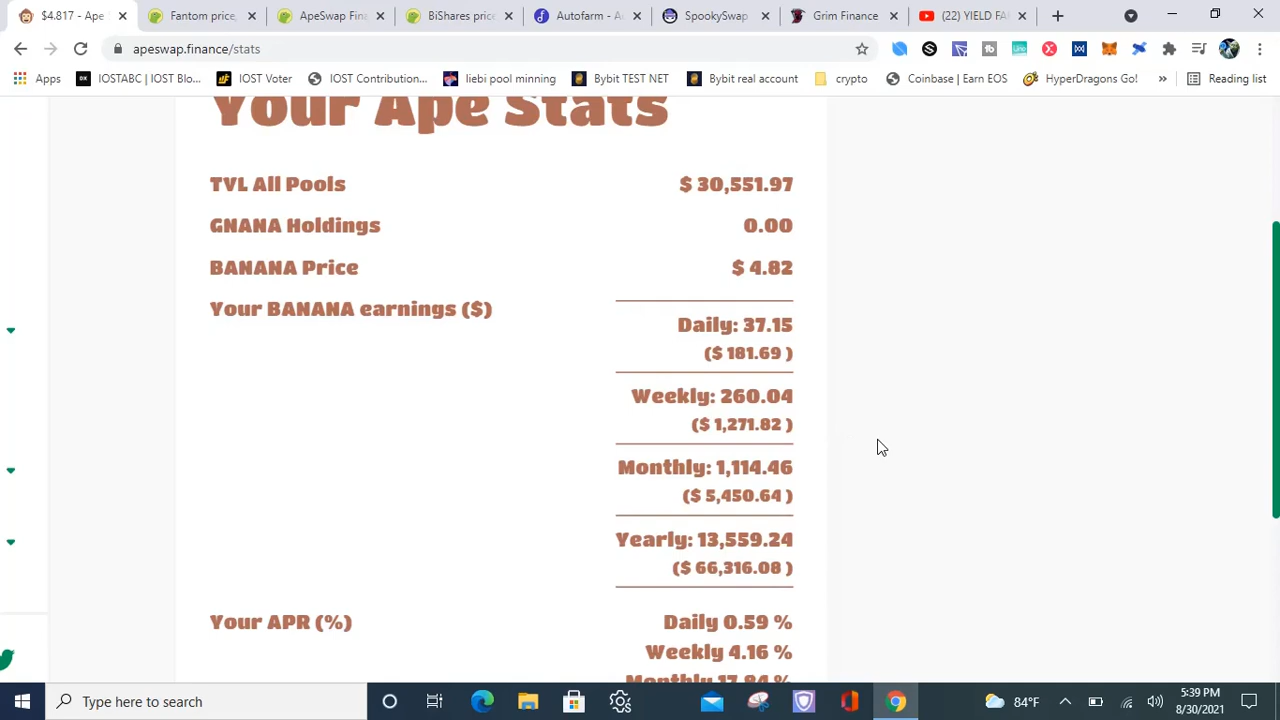 $4.817 - Ape
Fantom price,
ApeSwap Fin
BiShares price
Autofarm - A
SpookySwap
Grim Finance
(22) YIELD FA
apeswap.finance/stats
Apps
IOSTABC | IOST Blo...
IOST Voter
IOST Contribution...
liebi pool minning
Bybit TEST NET
Bybit real account
crypto
Coinbase | Earn EOS
HyperDragons Go!
»
Reading list
Your Ape Stats
TVL All Pools $ 30,551.97
GNANA Holdings 0.00
BANANA Price $ 4.82
Your BANANA earnings ($)
Daily: 37.15
($ 181.69 )
Weekly: 260.04
($ 1,271.82 )
Monthly: 1,114.46
($ 5,450.64 )
Yearly: 13,559.24
($ 66,316.08 )
Your APR (%) Daily 0.59 %
Weekly 4.16 %
Monthly 17.84 %
Type here to search
84°F
5:39 PM
8/30/2021